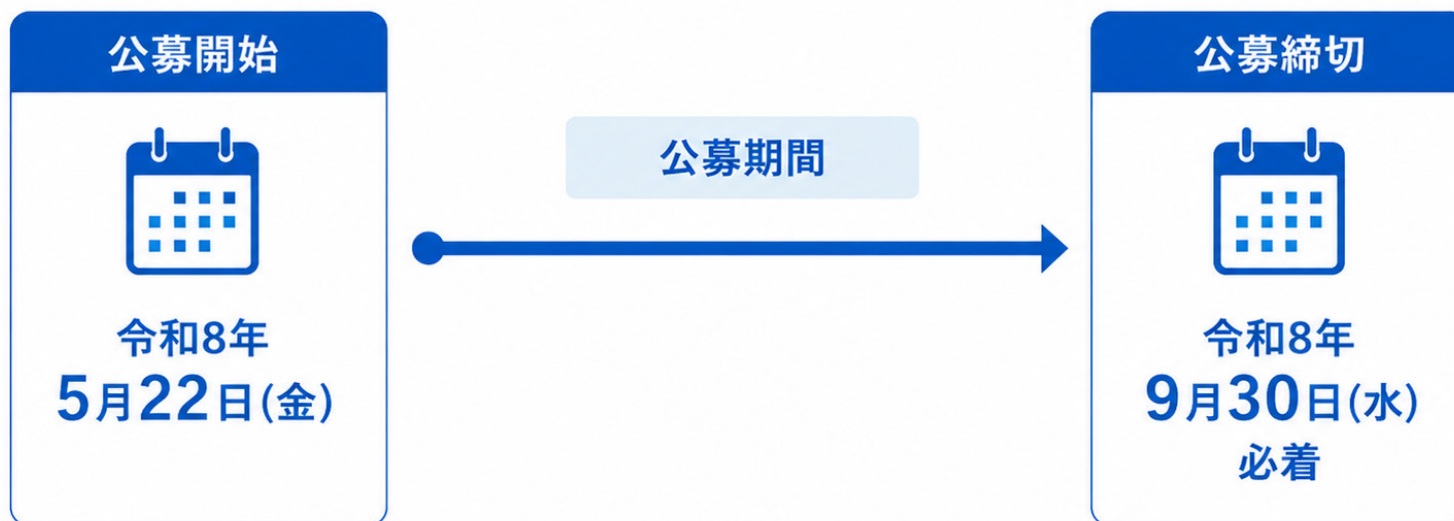 公募開始
令和8年
5月22日(金)
公募期間
公募締切
令和8年
9月30日(水)
必着